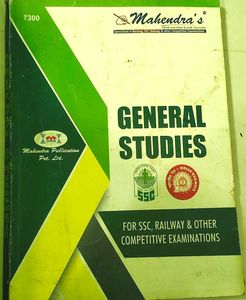 ₹300
Mahendra's
GENERAL
STUDIES
Mahendra Publication
Pvt. Ltd.
SSC
FOR SSC, RAILWAY & OTHER
COMPETITIVE EXAMINATIONS